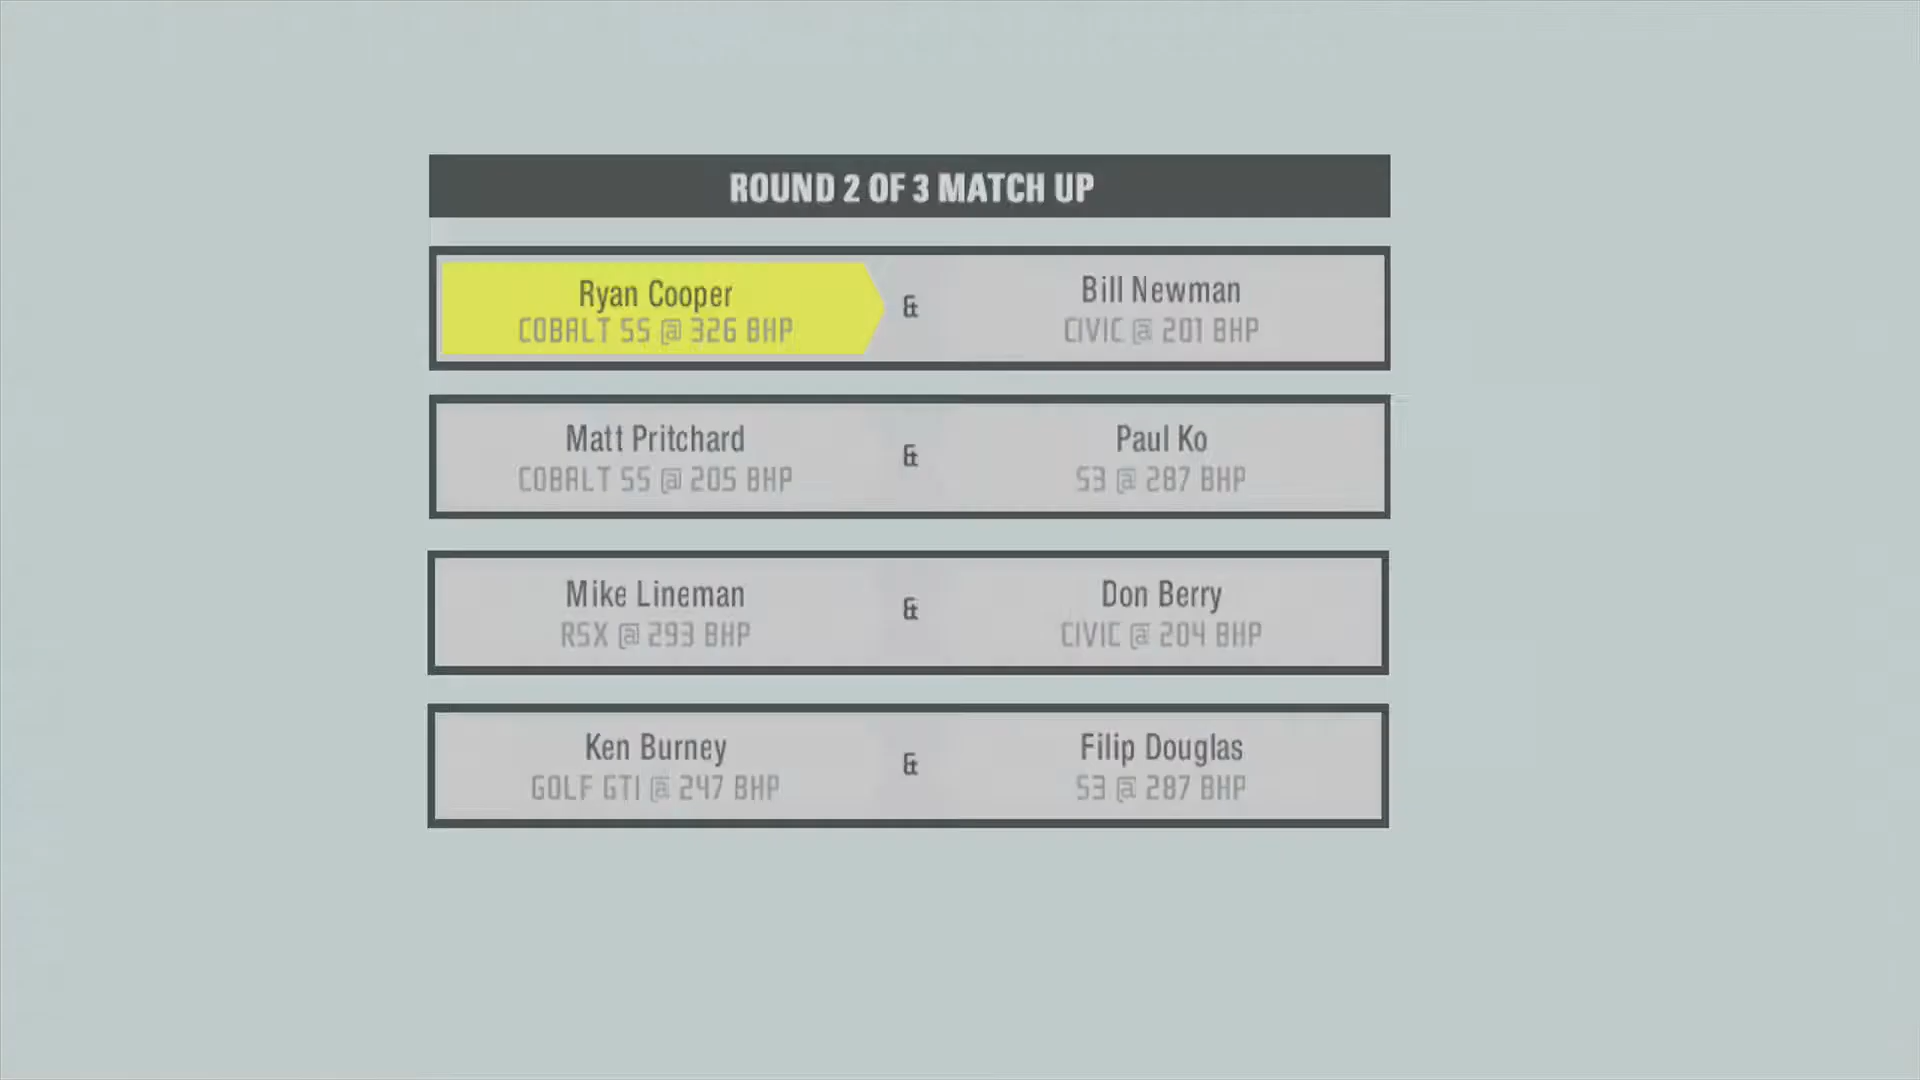 ROUND 2 OF 3 MATCH UP
Ryan Cooper & Bill Newman
COBALT SS @ 326 BHP CIVIC @ 201 BHP
Matt Pritchard & Paul Ko
COBALT SS @ 205 BHP S3 @ 287 BHP
Mike Lineman & Don Berry
RSX @ 293 BHP CIVIC @ 204 BHP
Ken Burney & Filip Douglas
GOLF GTI @ 247 BHP S3 @ 287 BHP